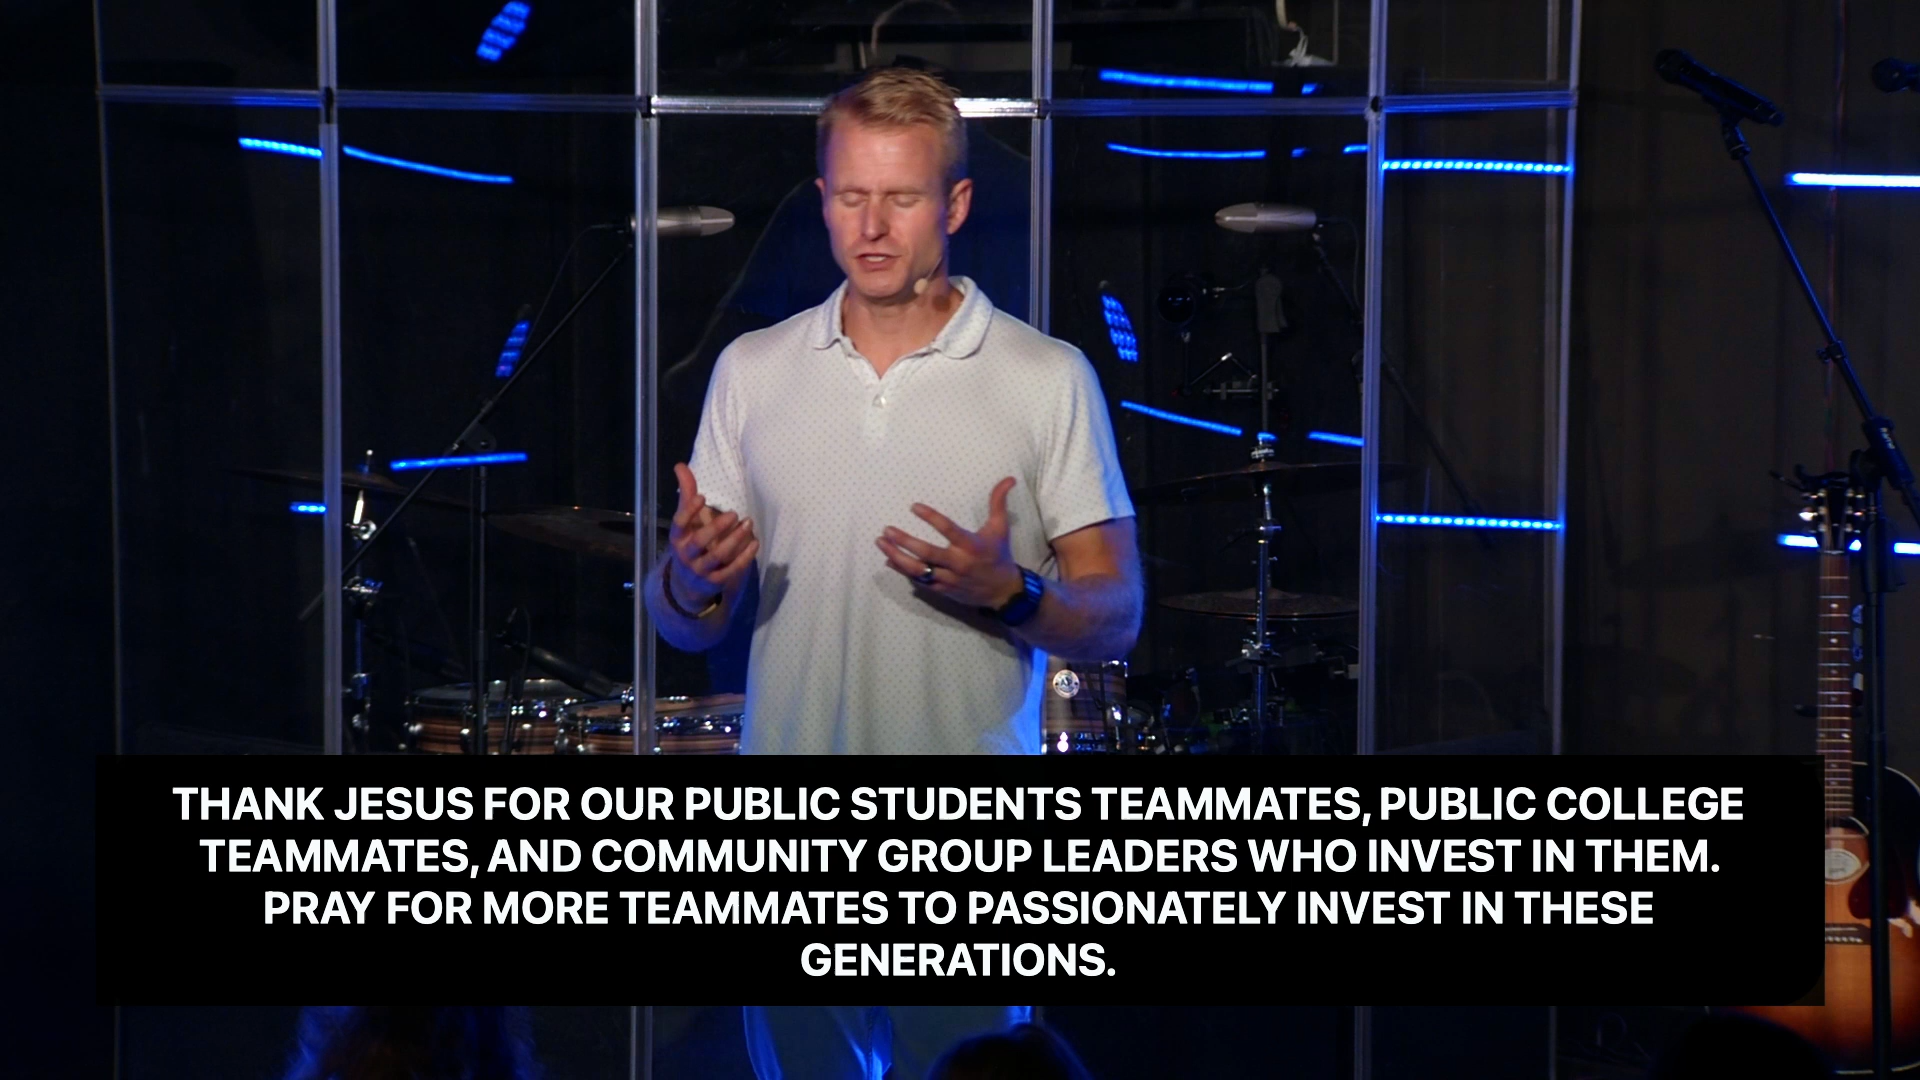 THANK JESUS FOR OUR PUBLIC STUDENTS TEAMMATES, PUBLIC COLLEGE
TEAMMATES, AND COMMUNITY GROUP LEADERS WHO INVEST IN THEM.
PRAY FOR MORE TEAMMATES TO PASSIONATELY INVEST IN THESE
GENERATIONS.